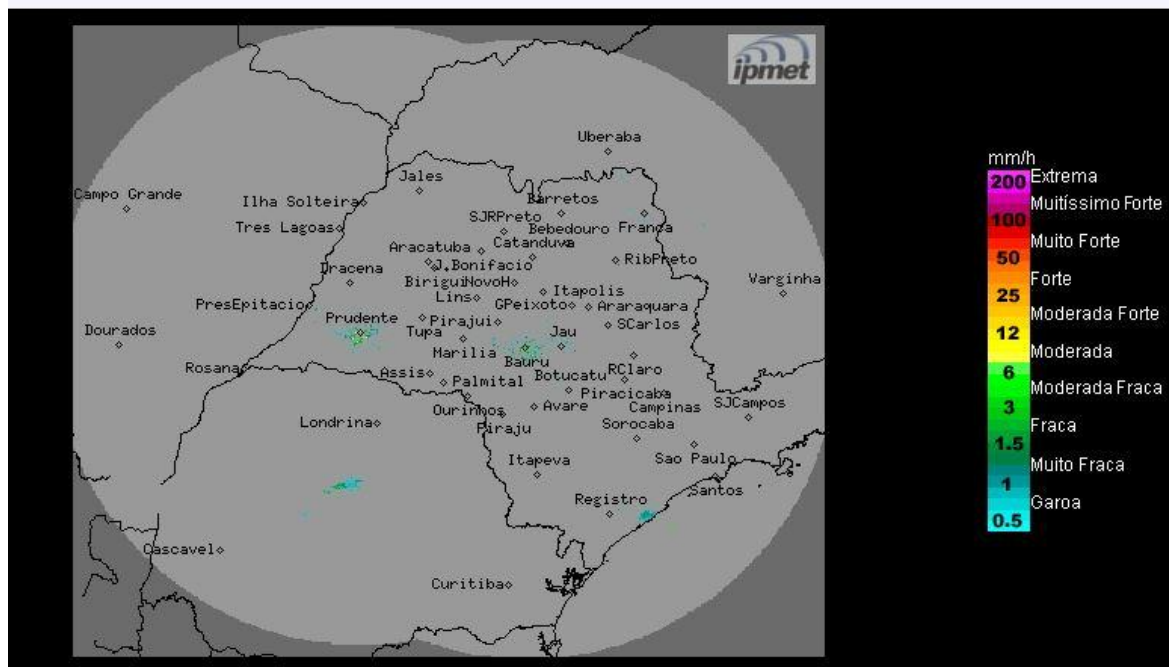 ipmet
Uberaba
Campo Grande
Jales
Ilha Solteira
Barretos
SJRPreto
Tres Lagoas
Bebedouro Franca
Aracatuba
Catanduva
J.Bonifacio
RibPreto
Dracena
Varginha
Birigui
NovoH
Itapolis
Lins
GPeixoto
Araraquara
PresEpitacio
Prudente
Pirajui
SCarlos
Dourados
Tupa
Jau
Marilia
Bauru
Rosana
Assis
RClaro
Botucatu
Palmital
Piracicaba
SJCampos
Ourinhos
Avare
Campinas
Londrina
Piraju
Sorocaba
Itapeva
Sao Paulo
Santos
Registro
Cascavel
Curitiba
mm/h
200 Extrema
Muitíssimo Forte
100
Muito Forte
50
Forte
25
Moderada Forte
12
Moderada
6
Moderada Fraca
3
Fraca
1.5
Muito Fraca
1
Garoa
0.5